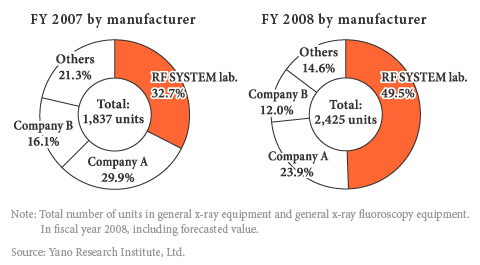 FY 2007 by manufacturer
Others
21.3%
RF SYSTEM lab.
32.7%
Total:
1,837 units
Company B
16.1%
Company A
29.9%
FY 2008 by manufacturer
Others
14.6%
RF SYSTEM lab.
49.5%
Company B
12.0%
Total:
2,425 units
Company A
23.9%
Note: Total number of units in general x-ray equipment and general x-ray fluoroscopy equipment.
In fiscal year 2008, including forecasted value.
Source: Yano Research Institute, Ltd.